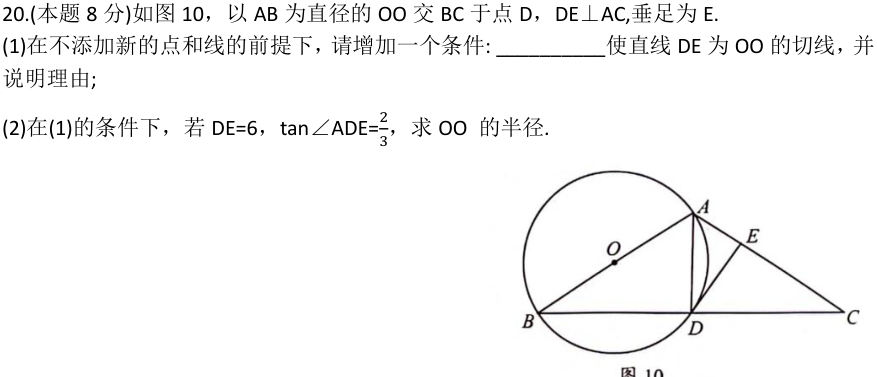 20.(本题 8 分)如图 10，以 AB 为直径的 OO 交 BC 于点 D，DE⊥AC,垂足为 E.
(1)在不添加新的点和线的前提下，请增加一个条件: __________使直线 DE 为 OO 的切线，并
说明理由;
(2)在(1)的条件下，若 DE=6，tan∠ADE=2/3，求 OO 的半径.
A
E
O
B
D
C
图 10